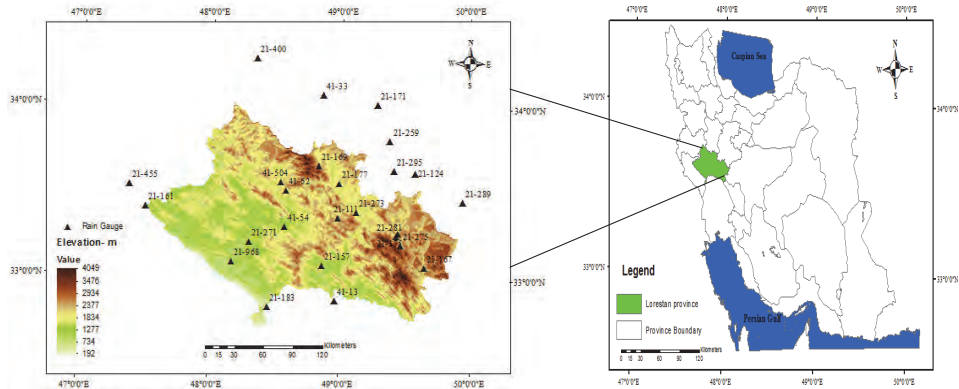 47°0'0"E 48°0'0"E 49°0'0"E 50°0'0"E
21-400
N
W E
S
41-33
21-171
34°0'0"N
34°0'0"N
21-259
21-169
21-295
21-124
21-455
41-504
21-177
41-62
21-161
21-289
21-273
21-111
Rain Gauge
41-54
21-281
Elevation- m
21-271
21-275
Value
21-968
21-157
21-167
33°0'0"N
33°0'0"N
4049
3476
2934
2377
1834
1277
734
192
41-13
21-183
Kilometers
0 15 30 60 90 120
47°0'0"E 48°0'0"E 49°0'0"E 50°0'0"E
47°0'0"E 48°0'0"E 49°0'0"E 50°0'0"E
Caspian Sea
N
W E
S
34°0'0"N
34°0'0"N
33°0'0"N
33°0'0"N
Legend
Lorestan province
Province Boundary
Persian Gulf
Kilometers
0 15 30 60 90 120
47°0'0"E 48°0'0"E 49°0'0"E 50°0'0"E